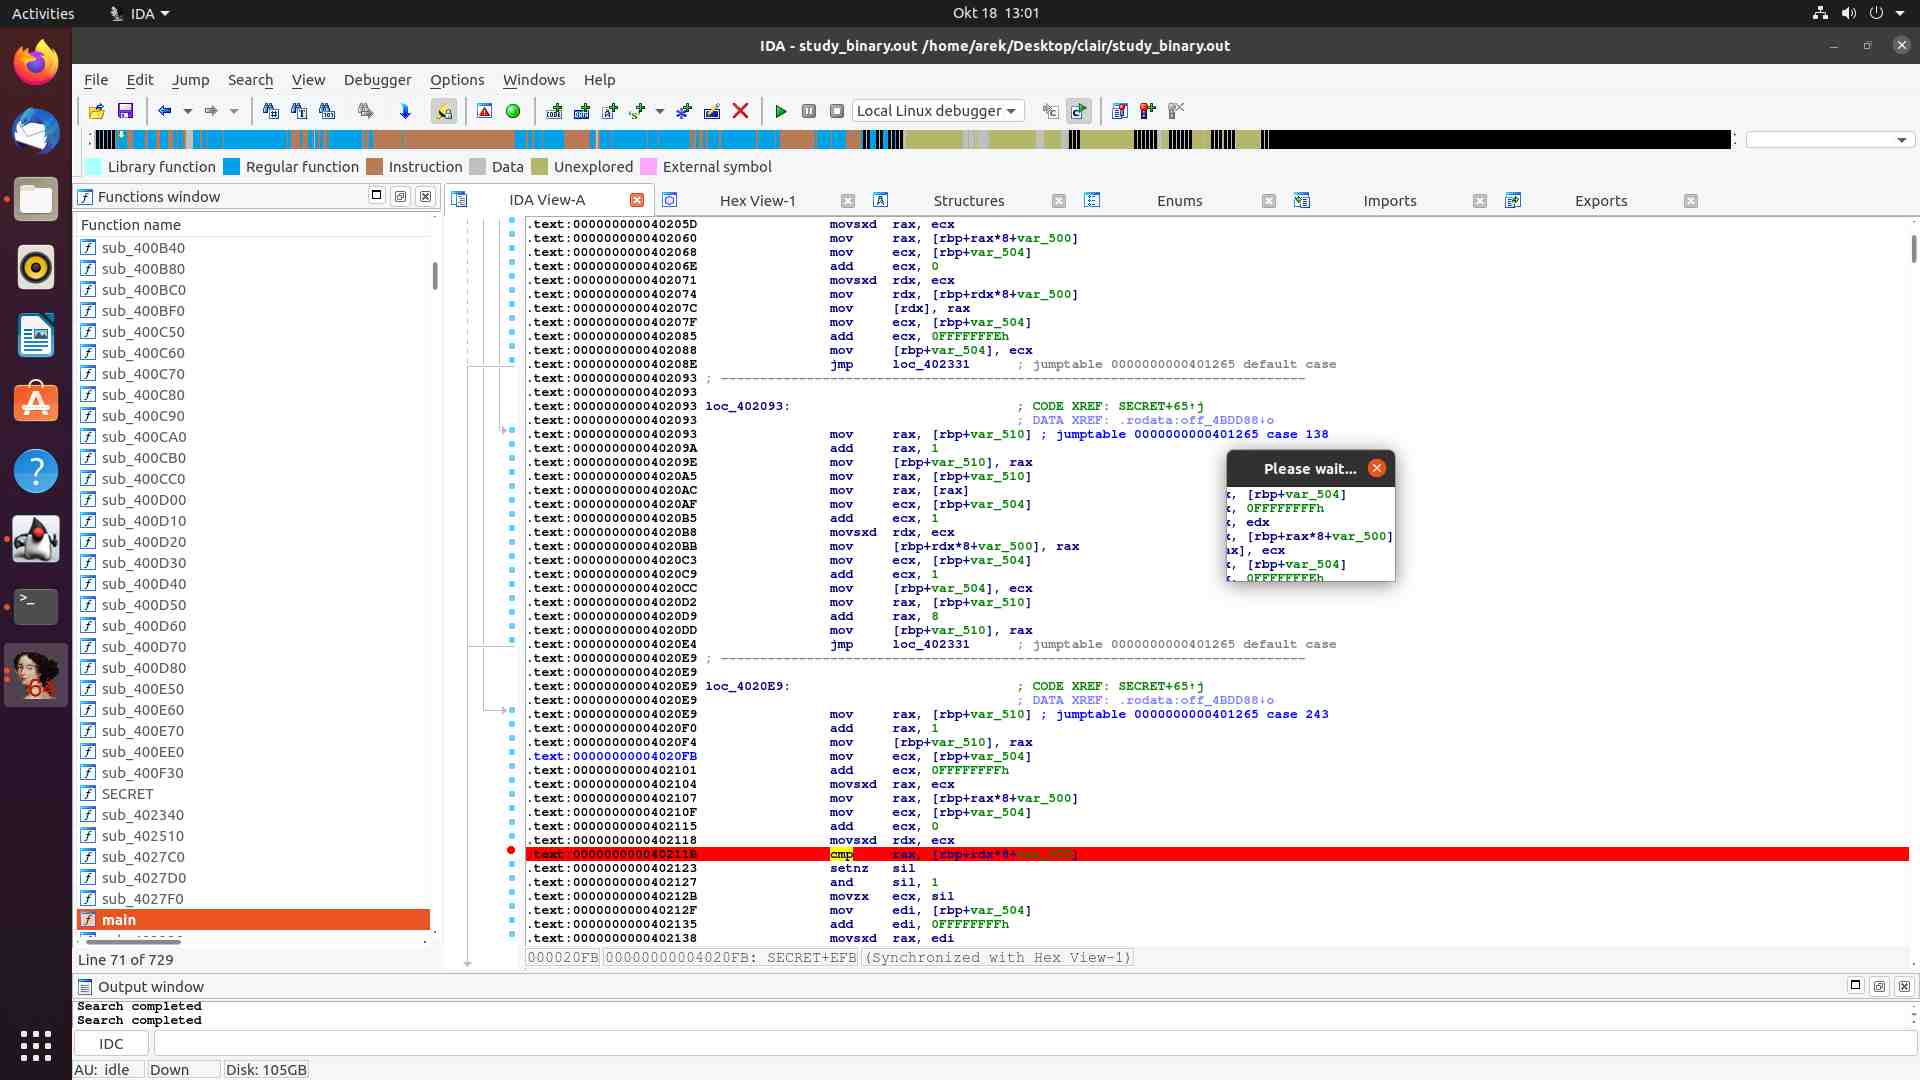 Activities IDA Okt 18 13:01
IDA - study_binary.out /home/arek/Desktop/clair/study_binary.out
File Edit Jump Search View Debugger Options Windows Help
Local Linux debugger
Library function Regular function Instruction Data Unexplored External symbol
Functions window
Function name
sub_400B40
sub_400B80
sub_400BC0
sub_400BF0
sub_400C50
sub_400C60
sub_400C70
sub_400C80
sub_400C90
sub_400CA0
sub_400CB0
sub_400CC0
sub_400D00
sub_400D10
sub_400D20
sub_400D30
sub_400D40
sub_400D50
sub_400D60
sub_400D70
sub_400D80
sub_400E50
sub_400E60
sub_400E70
sub_400EE0
sub_400F30
SECRET
sub_402340
sub_402510
sub_4027C0
sub_4027D0
sub_4027F0
main
Line 71 of 729
IDA View-A Hex View-1 Structures Enums Imports Exports
.text:000000000040205D movsxd rax, ecx
.text:0000000000402060 mov rax, [rbp+rax*8+var_500]
.text:0000000000402068 mov ecx, [rbp+var_504]
.text:000000000040206E add ecx, 0
.text:0000000000402071 movsxd rdx, ecx
.text:0000000000402074 mov rdx, [rbp+rdx*8+var_500]
.text:000000000040207C mov [rdx], rax
.text:000000000040207F mov ecx, [rbp+var_504]
.text:0000000000402085 add ecx, 0FFFFFFFEh
.text:0000000000402088 mov [rbp+var_504], ecx
.text:000000000040208E jmp loc_402331 ; jumptable 0000000000401265 default case
.text:0000000000402093 ; ---------------------------------------------------------------------------
.text:0000000000402093
.text:0000000000402093 loc_402093: ; CODE XREF: SECRET+65↑j
.text:0000000000402093 ; DATA XREF: .rodata:off_4BDD88↓o
.text:0000000000402093 mov rax, [rbp+var_510] ; jumptable 0000000000401265 case 138
.text:000000000040209A add rax, 1
.text:000000000040209E mov [rbp+var_510], rax
.text:00000000004020A5 mov rax, [rbp+var_510]
.text:00000000004020AC mov rax, [rax]
.text:00000000004020AF mov ecx, [rbp+var_504]
.text:00000000004020B5 add ecx, 1
.text:00000000004020B8 movsxd rdx, ecx
.text:00000000004020BB mov [rbp+rdx*8+var_500], rax
.text:00000000004020C3 mov ecx, [rbp+var_504]
.text:00000000004020C9 add ecx, 1
.text:00000000004020CC mov [rbp+var_504], ecx
.text:00000000004020D2 mov rax, [rbp+var_510]
.text:00000000004020D9 add rax, 8
.text:00000000004020DD mov [rbp+var_510], rax
.text:00000000004020E4 jmp loc_402331 ; jumptable 0000000000401265 default case
.text:00000000004020E9 ; ---------------------------------------------------------------------------
.text:00000000004020E9
.text:00000000004020E9 loc_4020E9: ; CODE XREF: SECRET+65↑j
.text:00000000004020E9 ; DATA XREF: .rodata:off_4BDD88↓o
.text:00000000004020E9 mov rax, [rbp+var_510] ; jumptable 0000000000401265 case 243
.text:00000000004020F0 add rax, 1
.text:00000000004020F4 mov [rbp+var_510], rax
.text:00000000004020FB mov ecx, [rbp+var_504]
.text:0000000000402101 add ecx, 0FFFFFFFFh
.text:0000000000402104 movsxd rax, ecx
.text:0000000000402107 mov rax, [rbp+rax*8+var_500]
.text:000000000040210F mov ecx, [rbp+var_504]
.text:0000000000402115 add ecx, 0
.text:0000000000402118 movsxd rdx, ecx
.text:000000000040211B cmp rax, [rbp+rdx*8+var_500]
.text:0000000000402123 setnz sil
.text:0000000000402127 and sil, 1
.text:000000000040212B movzx ecx, sil
.text:000000000040212F mov edi, [rbp+var_504]
.text:0000000000402135 add edi, 0FFFFFFFFh
.text:0000000000402138 movsxd rax, edi
000020FB 00000000004020FB: SECRET+EFB (Synchronized with Hex View-1)
Please wait...
, [rbp+var_504]
, 0FFFFFFFFh
, edx
, [rbp+rax*8+var_500]
ax], ecx
, [rbp+var_504]
, 0FFFFFFFEh
Output window
Search completed
Search completed
IDC
AU: idle Down Disk: 105GB
64